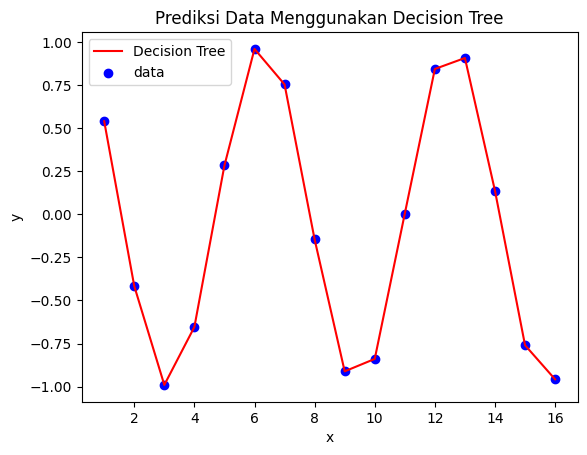 Prediksi Data Menggunakan Decision Tree
Decision Tree
data
1.00
0.75
0.50
0.25
0.00
−0.25
−0.50
−0.75
−1.00
y
2 4 6 8 10 12 14 16
x